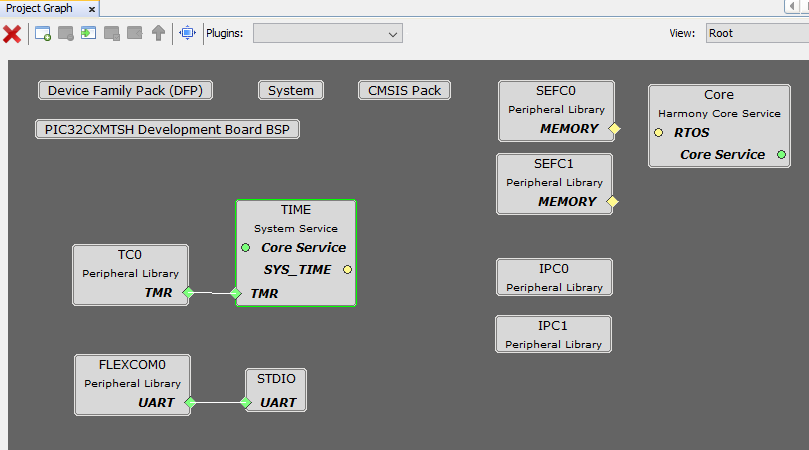 Project Graph
Plugins:
View: Root
Device Family Pack (DFP)
System
CMSIS Pack
PIC32CXMTSH Development Board BSP
SEFC0
Peripheral Library
MEMORY
Core
Harmony Core Service
RTOS
Core Service
SEFC1
Peripheral Library
MEMORY
TIME
System Service
Core Service
SYS_TIME
TMR
TC0
Peripheral Library
TMR
IPC0
Peripheral Library
IPC1
Peripheral Library
FLEXCOM0
Peripheral Library
UART
STDIO
UART